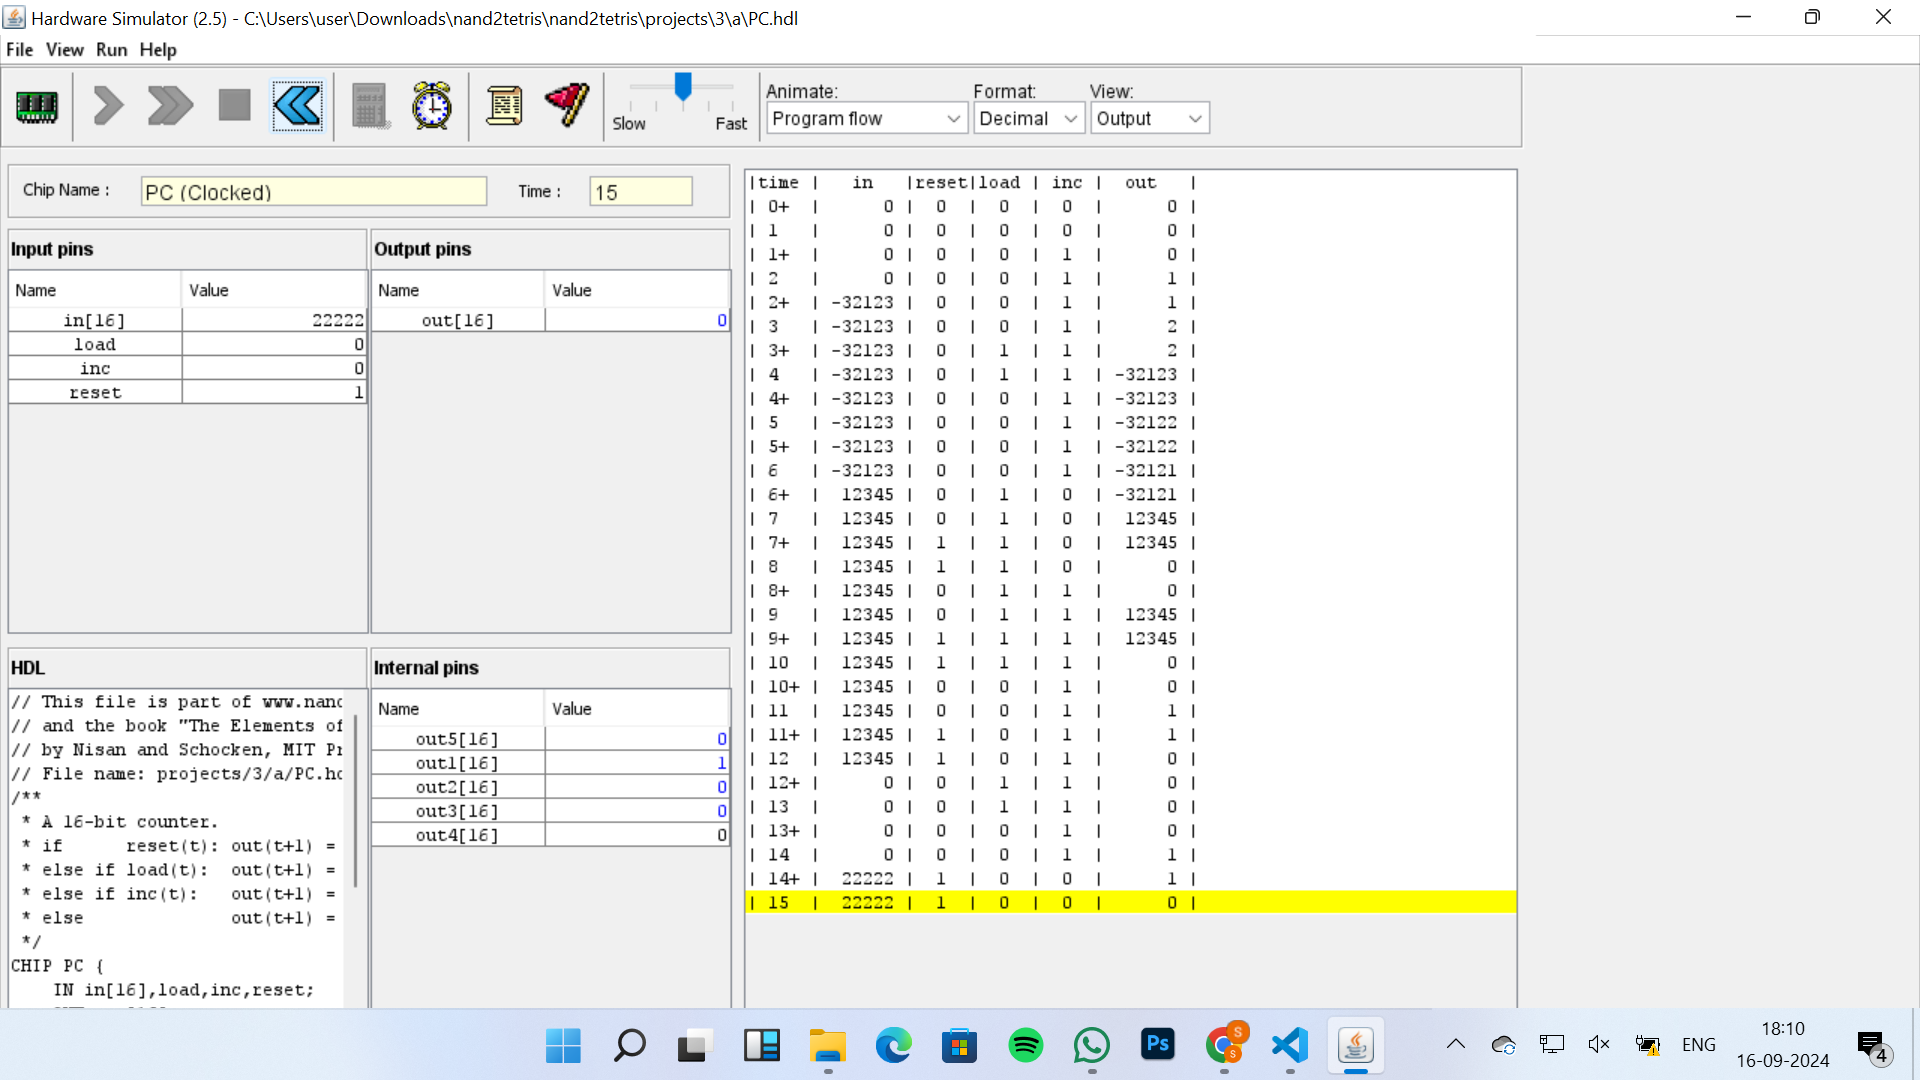 Hardware Simulator (2.5) - C:\Users\user\Downloads\nand2tetris\nand2tetris\projects\3\a\PC.hdl
File View Run Help
Slow Fast
Animate: Format: View:
Program flow Decimal Output
Chip Name : PC (Clocked) Time : 15
Input pins
Name Value
in[16] 22222
load 0
inc 0
reset 1
Output pins
Name Value
out[16] 0
HDL
// This file is part of www.nand
// and the book "The Elements of
// by Nisan and Schocken, MIT Pr
// File name: projects/3/a/PC.hd
/**
* A 16-bit counter.
* if reset(t): out(t+1) =
* else if load(t): out(t+1) =
* else if inc(t): out(t+1) =
* else out(t+1) =
*/
CHIP PC {
IN in[16],load,inc,reset;
Internal pins
Name Value
out5[16] 0
out1[16] 1
out2[16] 0
out3[16] 0
out4[16] 0
|time | in |reset|load | inc | out |
| 0+ | 0 | 0 | 0 | 0 | 0 |
| 1 | 0 | 0 | 0 | 0 | 0 |
| 1+ | 0 | 0 | 0 | 1 | 0 |
| 2 | 0 | 0 | 0 | 1 | 1 |
| 2+ | -32123 | 0 | 0 | 1 | 1 |
| 3 | -32123 | 0 | 0 | 1 | 2 |
| 3+ | -32123 | 0 | 1 | 1 | 2 |
| 4 | -32123 | 0 | 1 | 1 | -32123 |
| 4+ | -32123 | 0 | 0 | 1 | -32123 |
| 5 | -32123 | 0 | 0 | 1 | -32122 |
| 5+ | -32123 | 0 | 0 | 1 | -32122 |
| 6 | -32123 | 0 | 0 | 1 | -32121 |
| 6+ | 12345 | 0 | 1 | 0 | -32121 |
| 7 | 12345 | 0 | 1 | 0 | 12345 |
| 7+ | 12345 | 1 | 1 | 0 | 12345 |
| 8 | 12345 | 1 | 1 | 0 | 0 |
| 8+ | 12345 | 0 | 1 | 1 | 0 |
| 9 | 12345 | 0 | 1 | 1 | 12345 |
| 9+ | 12345 | 1 | 1 | 1 | 12345 |
| 10 | 12345 | 1 | 1 | 1 | 0 |
| 10+ | 12345 | 0 | 0 | 1 | 0 |
| 11 | 12345 | 0 | 0 | 1 | 1 |
| 11+ | 12345 | 1 | 0 | 1 | 1 |
| 12 | 12345 | 1 | 0 | 1 | 0 |
| 12+ | 0 | 0 | 1 | 1 | 0 |
| 13 | 0 | 0 | 1 | 1 | 0 |
| 13+ | 0 | 0 | 0 | 1 | 0 |
| 14 | 0 | 0 | 0 | 1 | 1 |
| 14+ | 22222 | 1 | 0 | 0 | 1 |
| 15 | 22222 | 1 | 0 | 0 | 0 |
Ps
S
S
ENG
18:10
16-09-2024
4